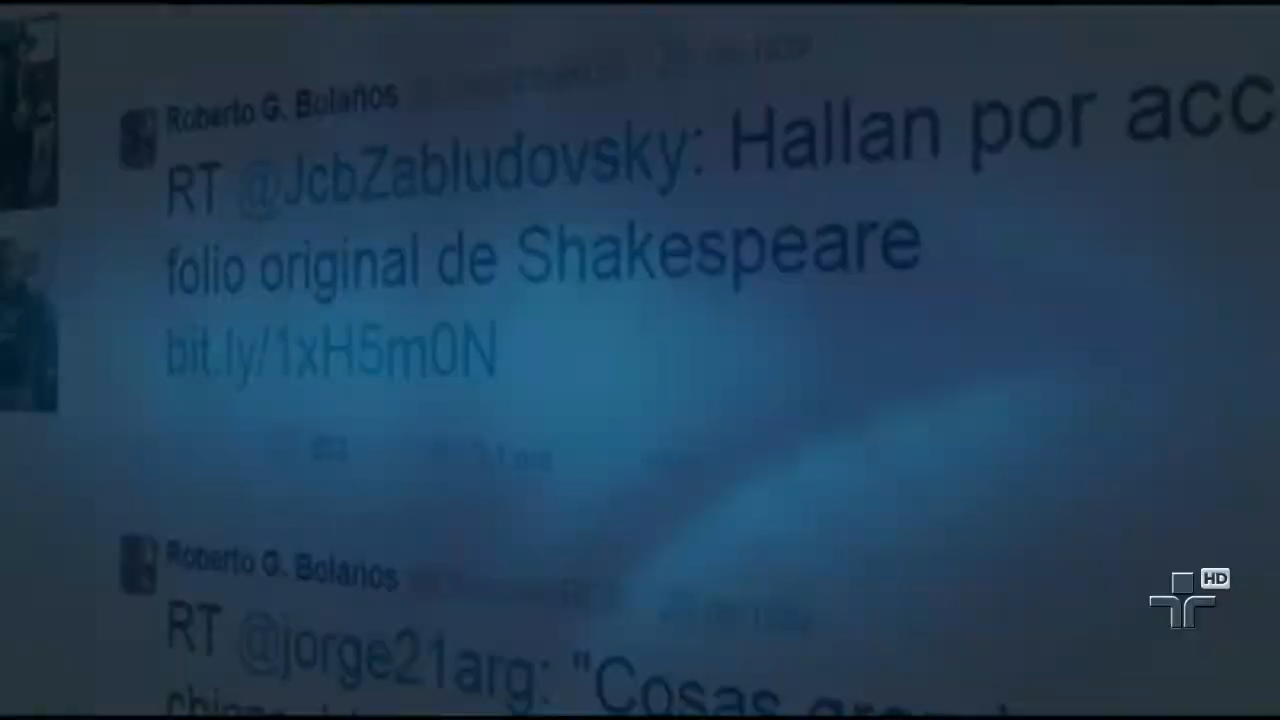 Roberto G. Bolaños
RT @JcbZabludovsky: Hallan por acc
folio original de Shakespeare
bit.ly/1xH5m0N
Roberto G. Bolaños
RT @jorge21arg: "Cosas
HD